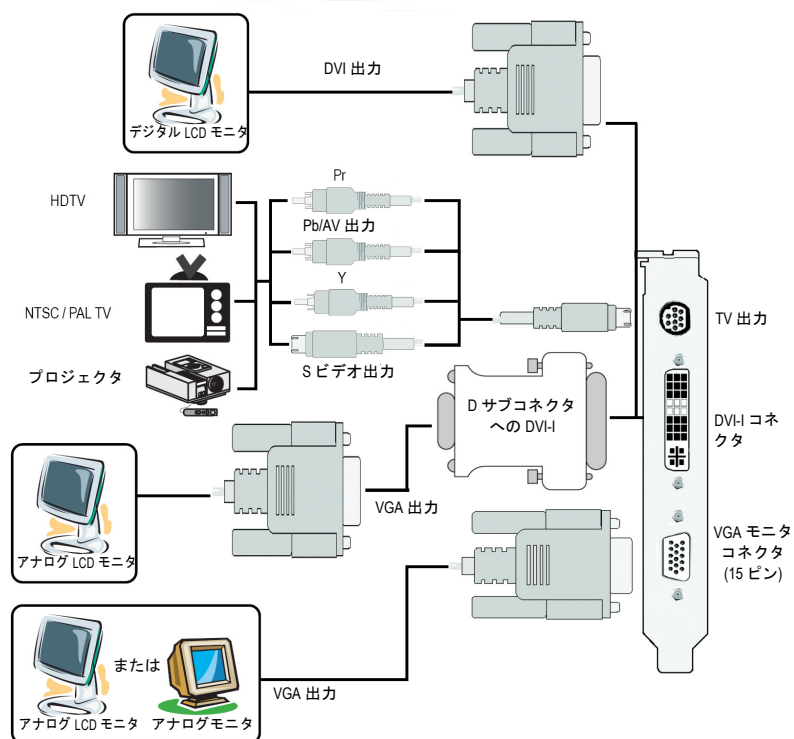 DVI 出力
デジタル LCD モニタ
Pr
HDTV
Pb/AV 出力
Y
NTSC / PAL TV
TV 出力
S ビデオ出力
プロジェクタ
D サブコネクタ
への DVI-I
DVI-I コネ
クタ
VGA 出力
アナログ LCD モニタ
VGA モニタ
コネクタ
(15 ピン)
または
VGA 出力
アナログ LCD モニタ
アナログモニタ